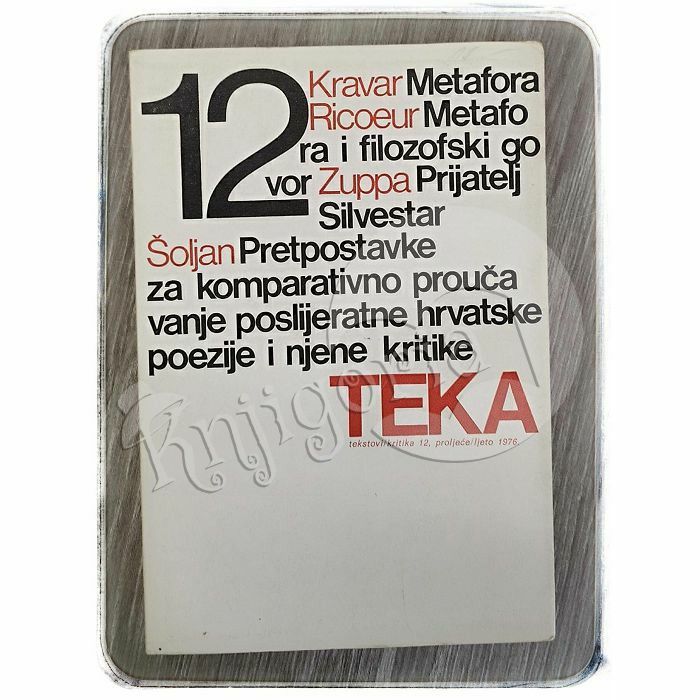 12
Kravar Metafora
Ricoeur Metafo
ra i filozofski go
vor Zuppa Prijatelj
Silvestar
Šoljan Pretpostavke
za komparativno prouča
vanje poslijeratne hrvatske
poezije i njene kritike
TEKA
tekstovi/kritika 12, proljeće/ljeto 1976.
Knjigomat